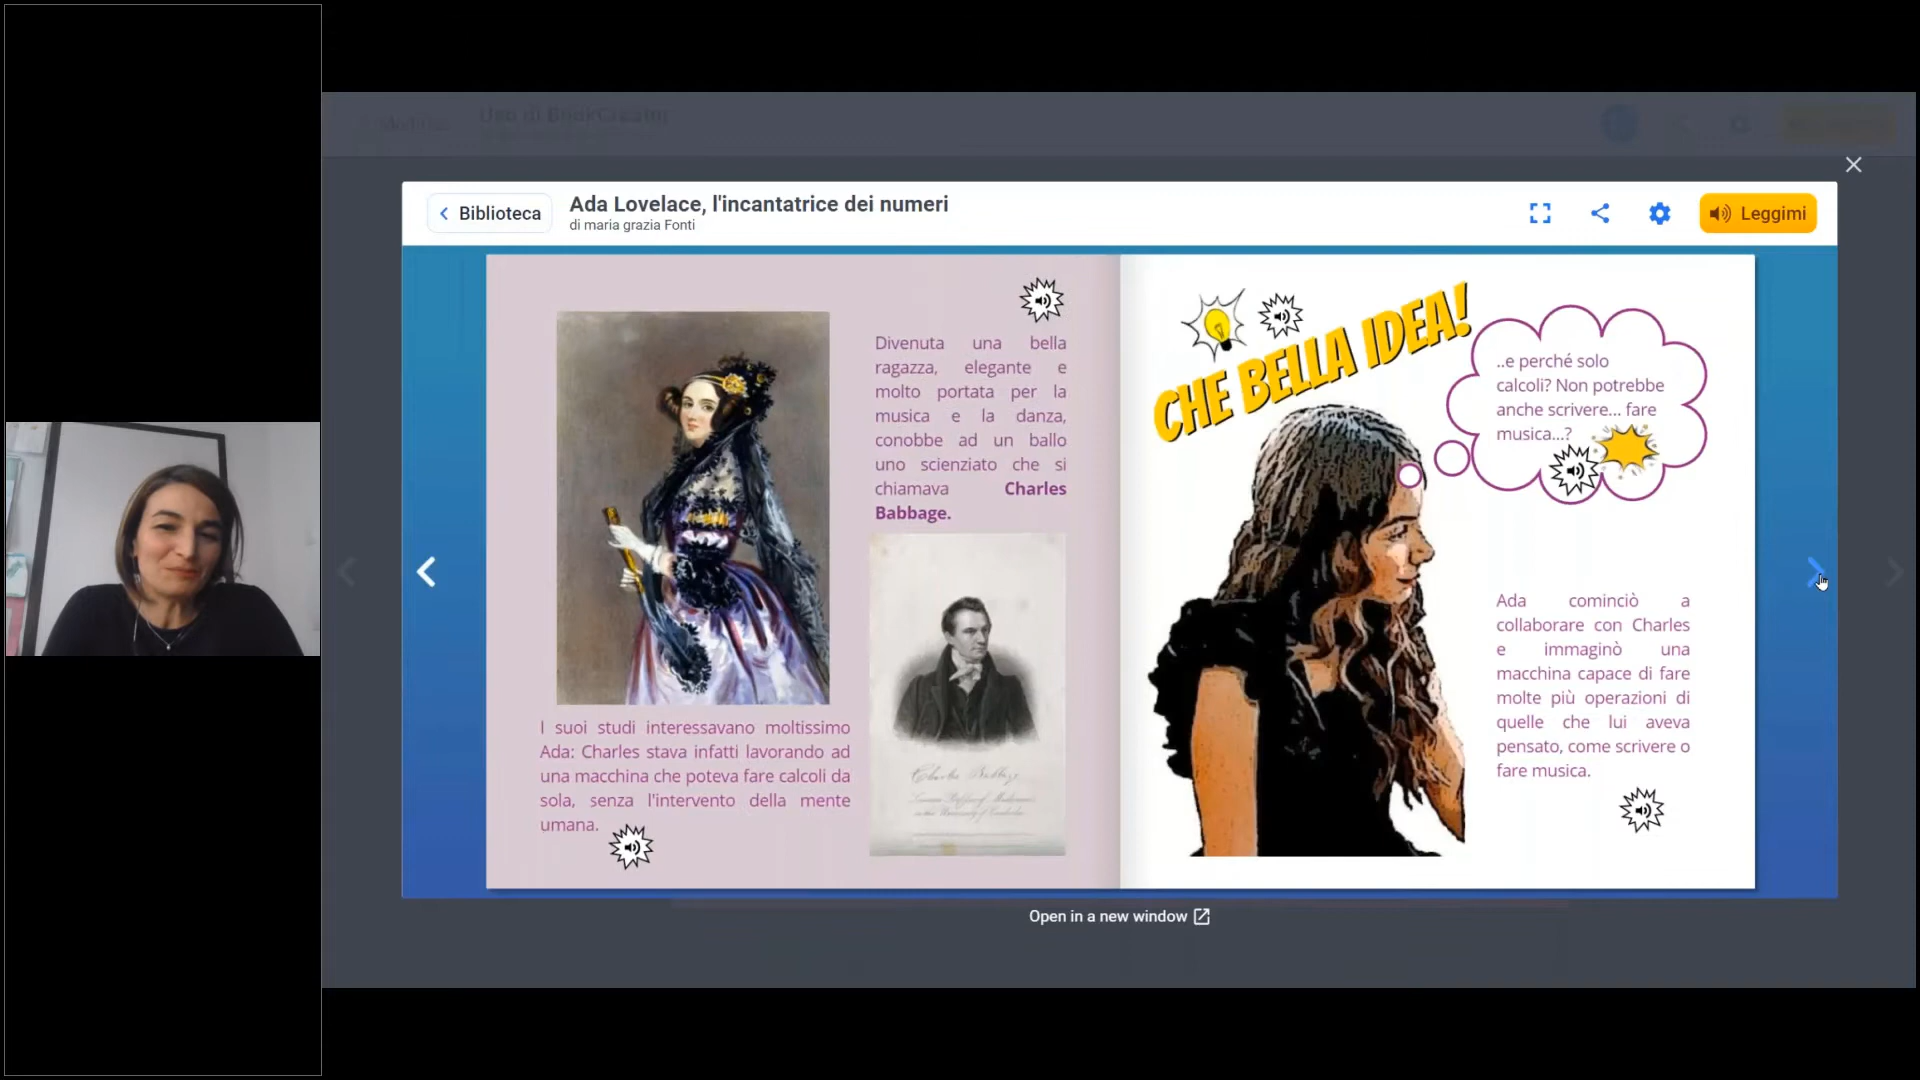 Uso di BookCreator
Biblioteca
Ada Lovelace, l'incantatrice dei numeri
di maria grazia Fonti
Leggimi
Divenuta una bella
ragazza, elegante e
molto portata per la
musica e la danza,
conobbe ad un ballo
uno scienziato che si
chiamava Charles
Babbage.
I suoi studi interessavano moltissimo
Ada: Charles stava infatti lavorando ad
una macchina che poteva fare calcoli da
sola, senza l'intervento della mente
umana.
Charles Babbage
CHE BELLA IDEA!
..e perché solo
calcoli? Non potrebbe
anche scrivere... fare
musica...?
Ada cominciò a
collaborare con Charles
e immaginò una
macchina capace di fare
molte più operazioni di
quelle che lui aveva
pensato, come scrivere o
fare musica.
Open in a new window